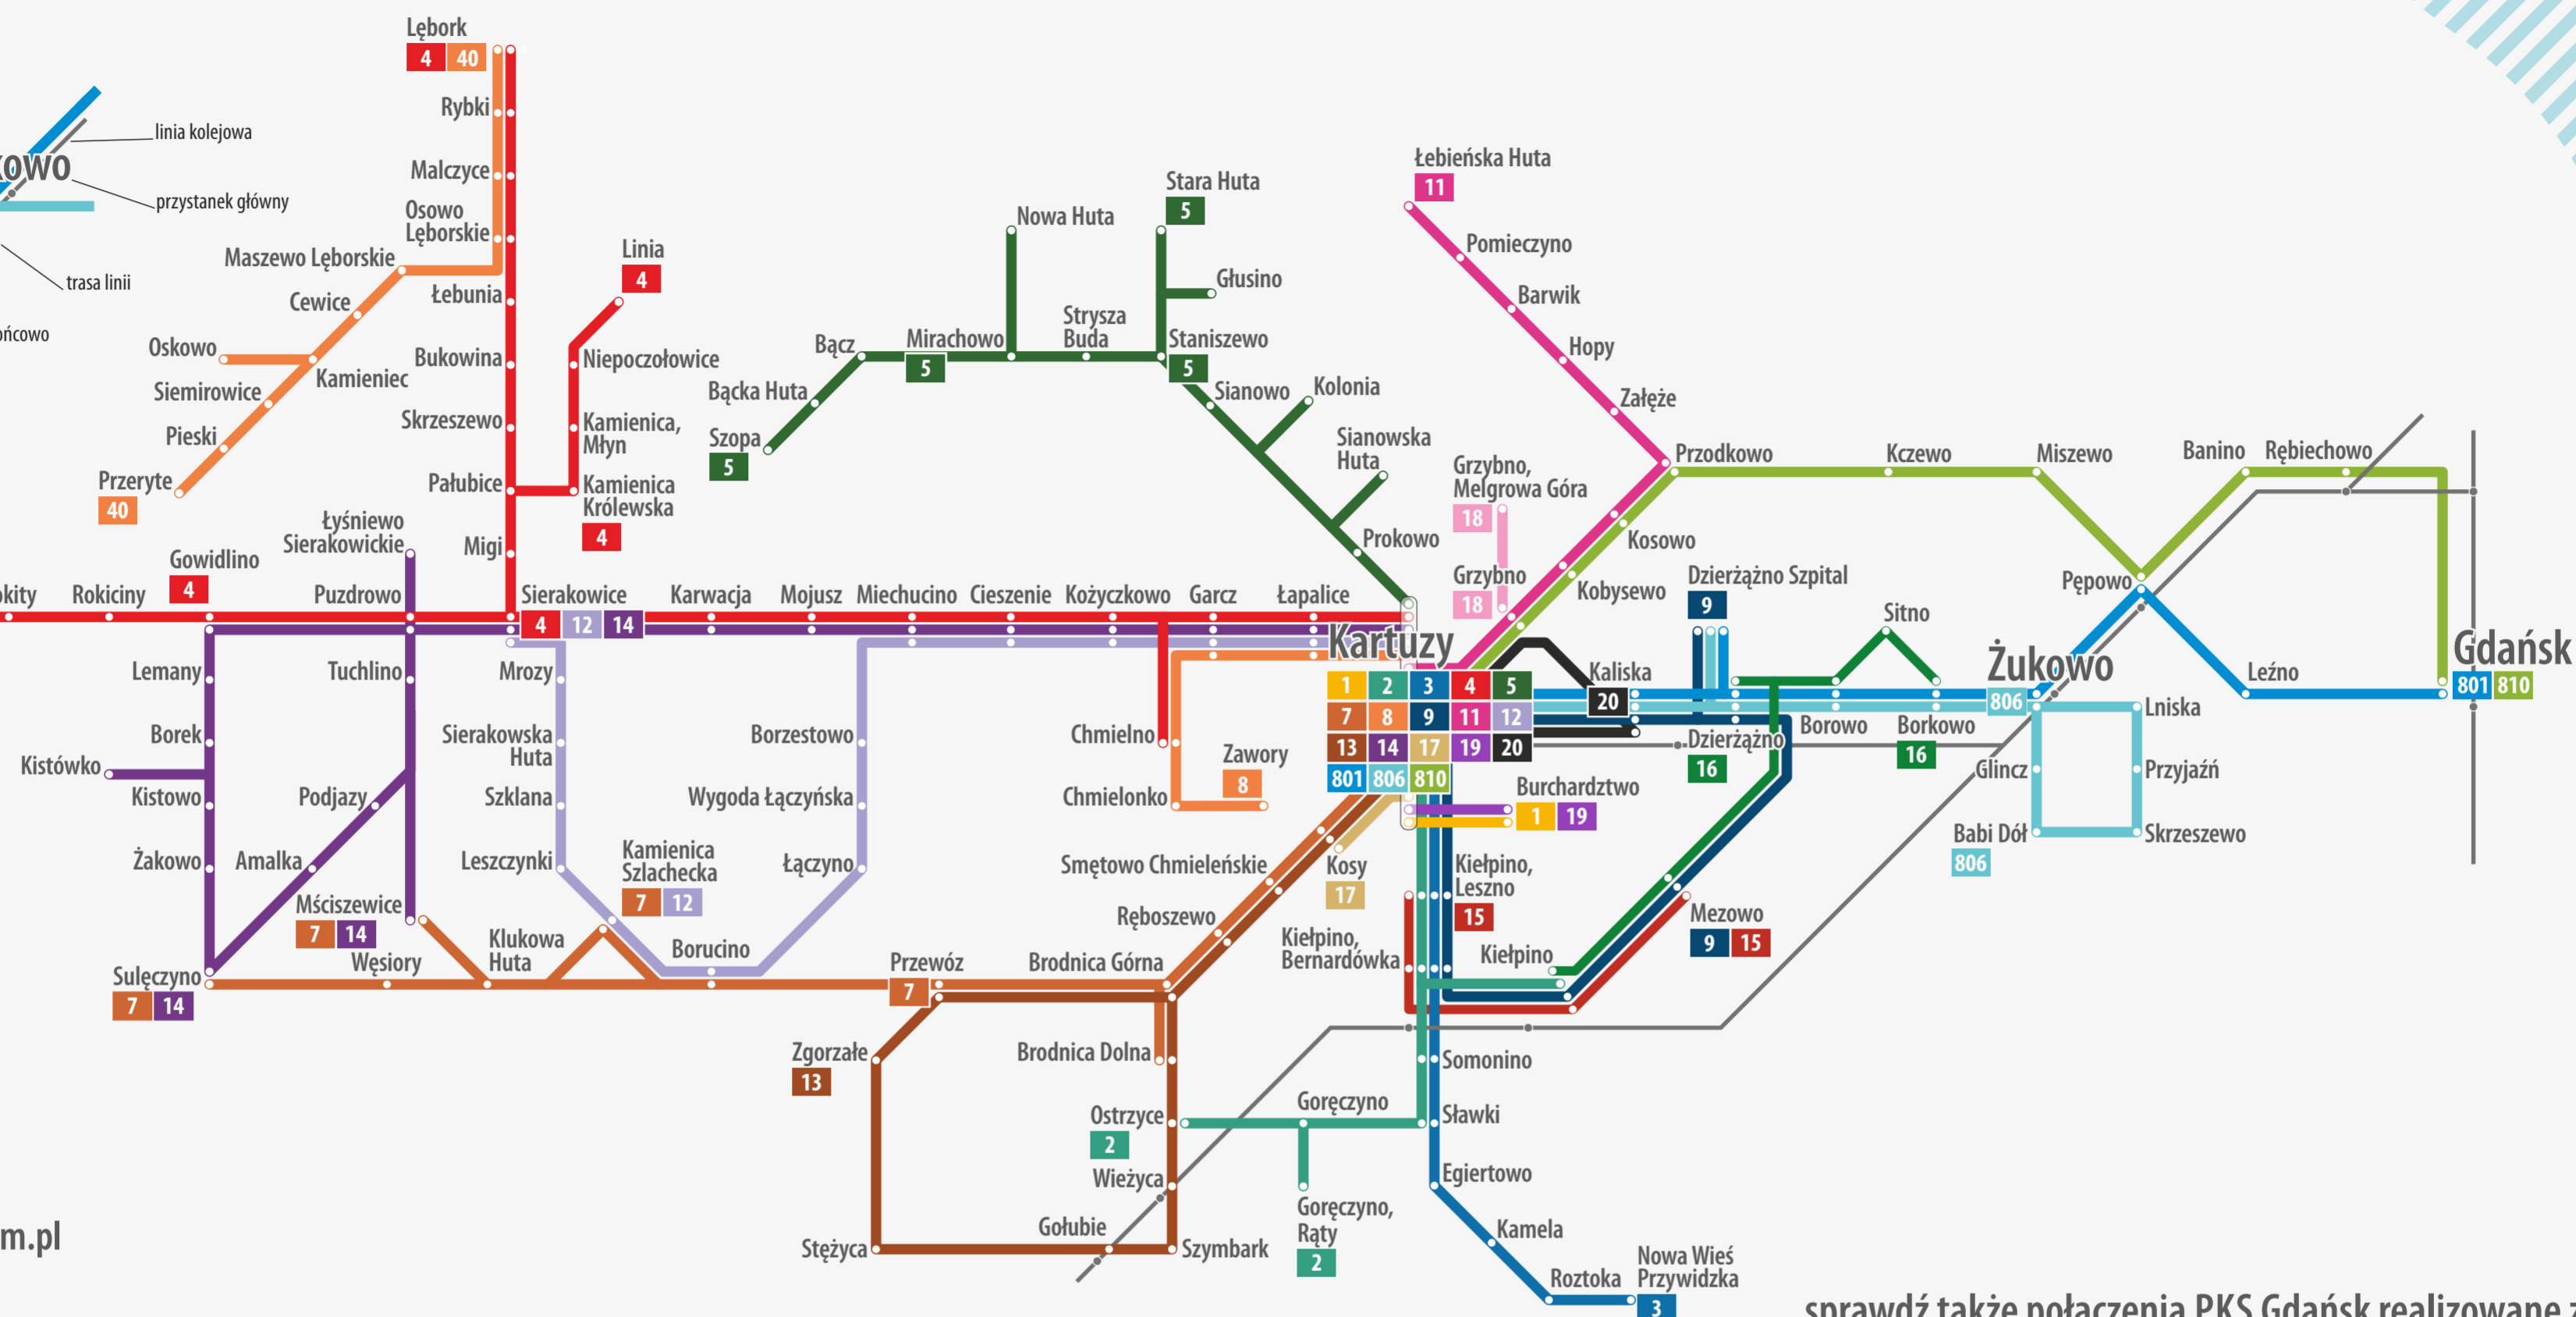 Lębork
4 40
Rybki
Malczyce
Osowo
Lęborskie
Maszewo Lęborskie
Cewice
Oskowo
Kamieniec
Siemirowice
Pieski
Przeryte
40
linia kolejowa
kowo
przystanek główny
trasa linii
ońcowo
Łebunia
Bukowina
Skrzeszewo
Pałubice
Migi
Linia
4
Niepoczołowice
Kamienica,
Młyn
Kamienica
Królewska
4
Nowa Huta
Stara Huta
5
Głusino
Bącz
Mirachowo
5
Strysza
Buda
Staniszewo
5
Bącka Huta
Szopa
5
Sianowo
Kolonia
Sianowska
Huta
Prokowo
Łebieńska Huta
11
Pomieczyno
Barwik
Hopy
Załęże
Grzybno,
Melgrowa Góra
18
Grzybno
18
Przodkowo
Kczewo
Miszewo
Banino
Rębiechowo
Kosowo
Kobysewo
Pępowo
Dzierżążno Szpital
9
Sitno
Żukowo
806
Gdańsk
801 810
Leźno
Łyśniewo
Sierakowickie
okity
Rokiciny
Gowidlino
4
Puzdrowo
Sierakowice
4 12 14
Karwacja
Mojusz
Miechucino
Cieszenie
Kożyczkowo
Garcz
Łapalice
Kartuzy
1 2 3 4 5
7 8 9 11 12
13 14 17 19 20
801 806 810
Kaliska
20
Dzierżążno
16
Borowo
Borkowo
16
Lniska
Glincz
Przyjaźń
Babi Dół
806
Skrzeszewo
Lemany
Tuchlino
Mrozy
Borek
Sierakowska
Huta
Borzestowo
Chmielno
Zawory
8
Kistówko
Kistowo
Podjazy
Szklana
Wygoda Łączyńska
Chmielonko
Burchardztwo
1 19
Żakowo
Amalka
Leszczynki
Kamienica
Szlachecka
7 12
Łączyno
Smętowo Chmieleńskie
Kosy
17
Kiełpino,
Leszno
15
Mściszewice
7 14
Ręboszewo
Kiełpino,
Bernardówka
Kiełpino
Mezowo
9 15
Sulęczyno
7 14
Węsiory
Klukowa
Huta
Borucino
Przewóz
7
Brodnica Górna
Zgorzałe
13
Brodnica Dolna
Somonino
Ostrzyce
2
Goręczyno
Sławki
Wieżyca
Goręczyno,
Rąty
2
Egiertowo
Gołubie
Kamela
Stężyca
Szymbark
Roztoka
Nowa Wieś
Przywidzka
3
m.pl
sprawdź także połączenia PKS Gdańsk realizowane z